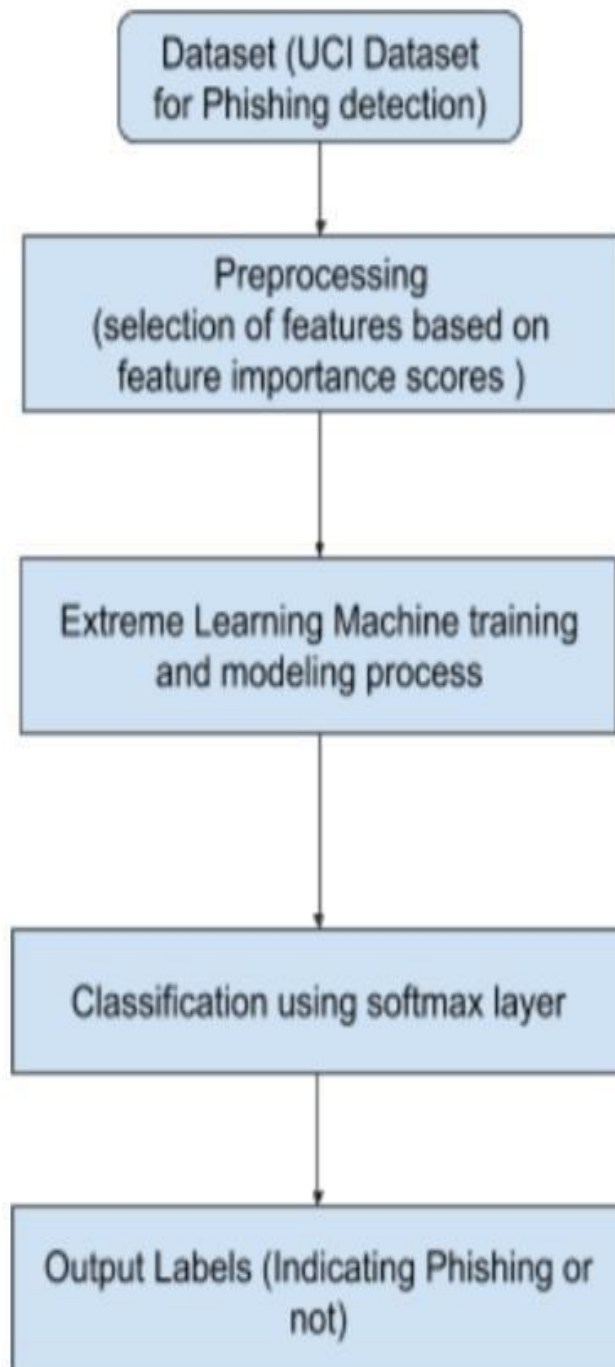 Dataset (UCI Dataset
for Phishing detection)
Preprocessing
(selection of features based on
feature importance scores )
Extreme Learning Machine training
and modeling process
Classification using softmax layer
Output Labels (Indicating Phishing or
not)